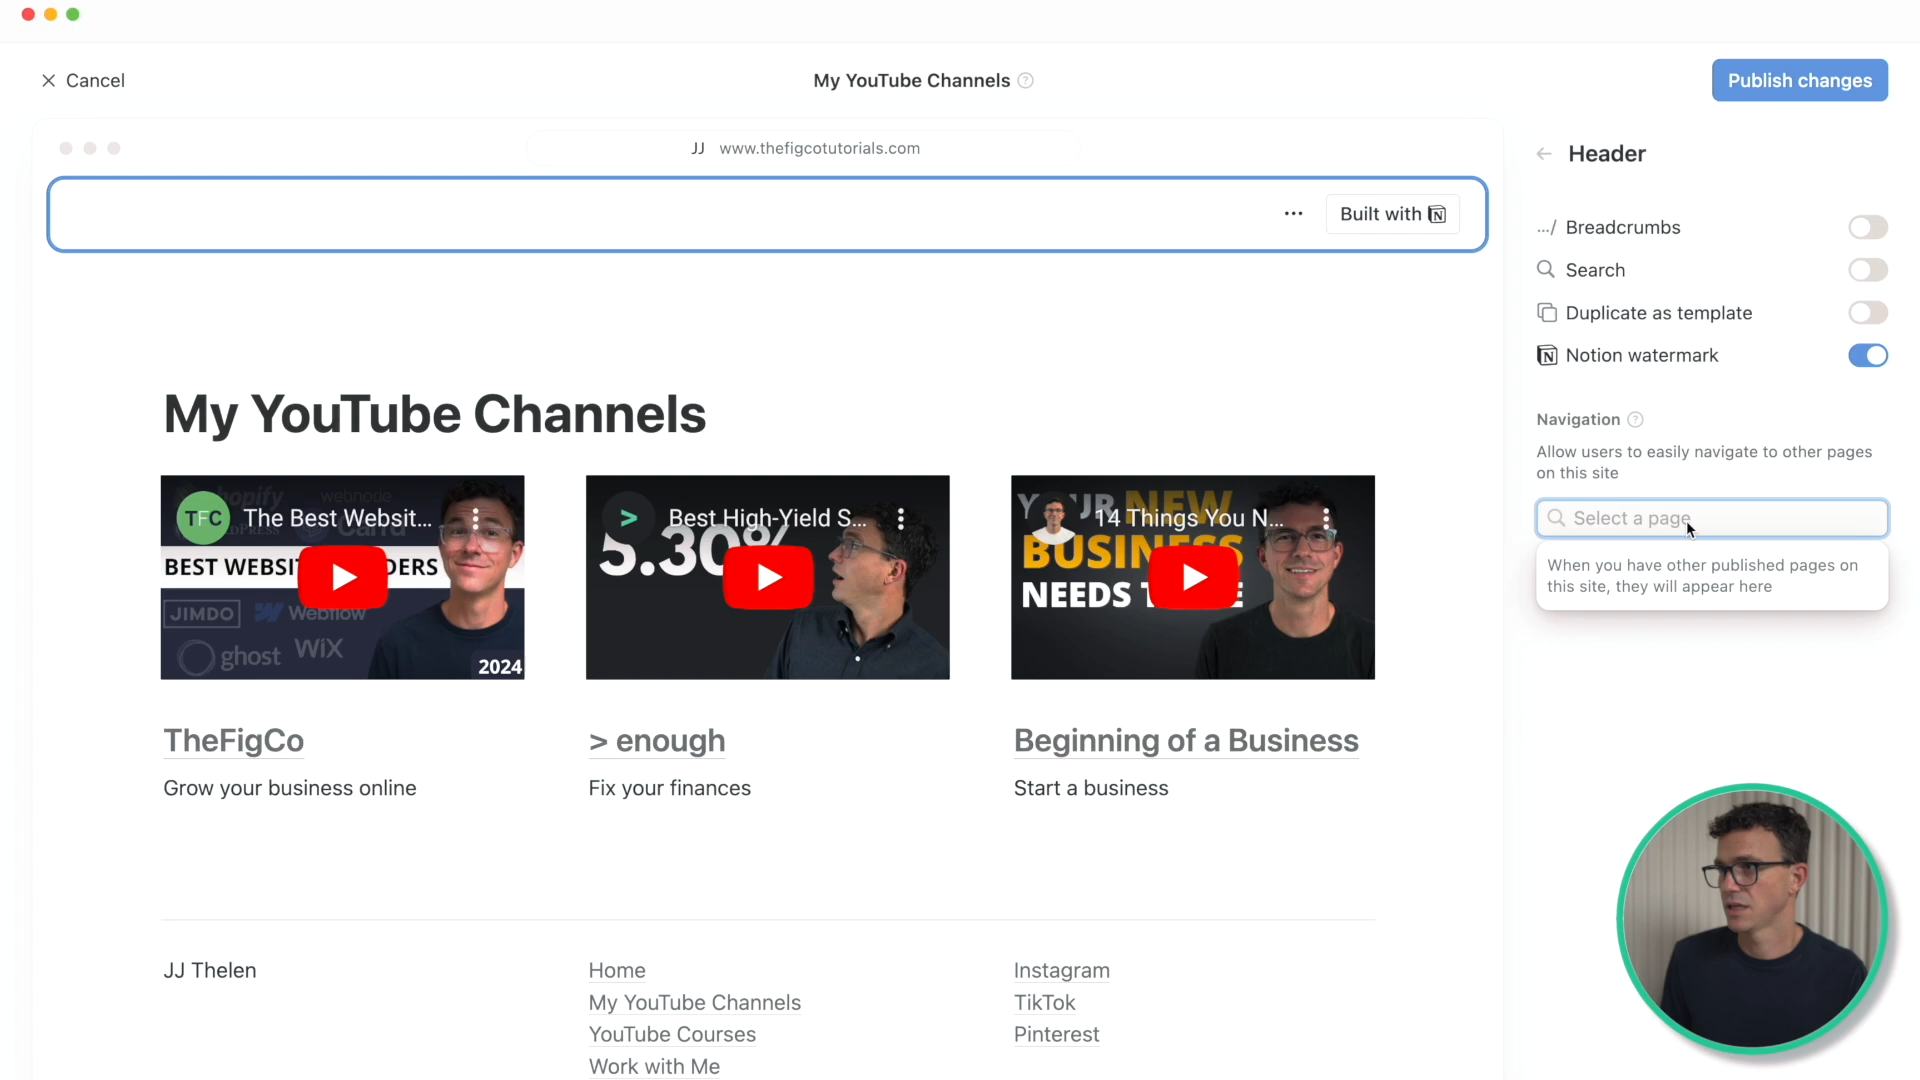 Cancel
My YouTube Channels
Publish changes
JJ www.thefigcotutorials.com
Header
... Built with
.../ Breadcrumbs
Search
Duplicate as template
Notion watermark
Navigation
Allow users to easily navigate to other pages
on this site
Select a page
When you have other published pages on
this site, they will appear here
My YouTube Channels
TFC The Best Websit...
BEST WEBSI
DERS
JIMDO Webflow
ghost WIX
2024
> Best High-Yield S...
5.30%
14 Things You N...
YOUR NEW
BUSINESS
NEEDS
TheFigCo
Grow your business online
> enough
Fix your finances
Beginning of a Business
Start a business
JJ Thelen
Home
My YouTube Channels
YouTube Courses
Work with Me
Instagram
TikTok
Pinterest